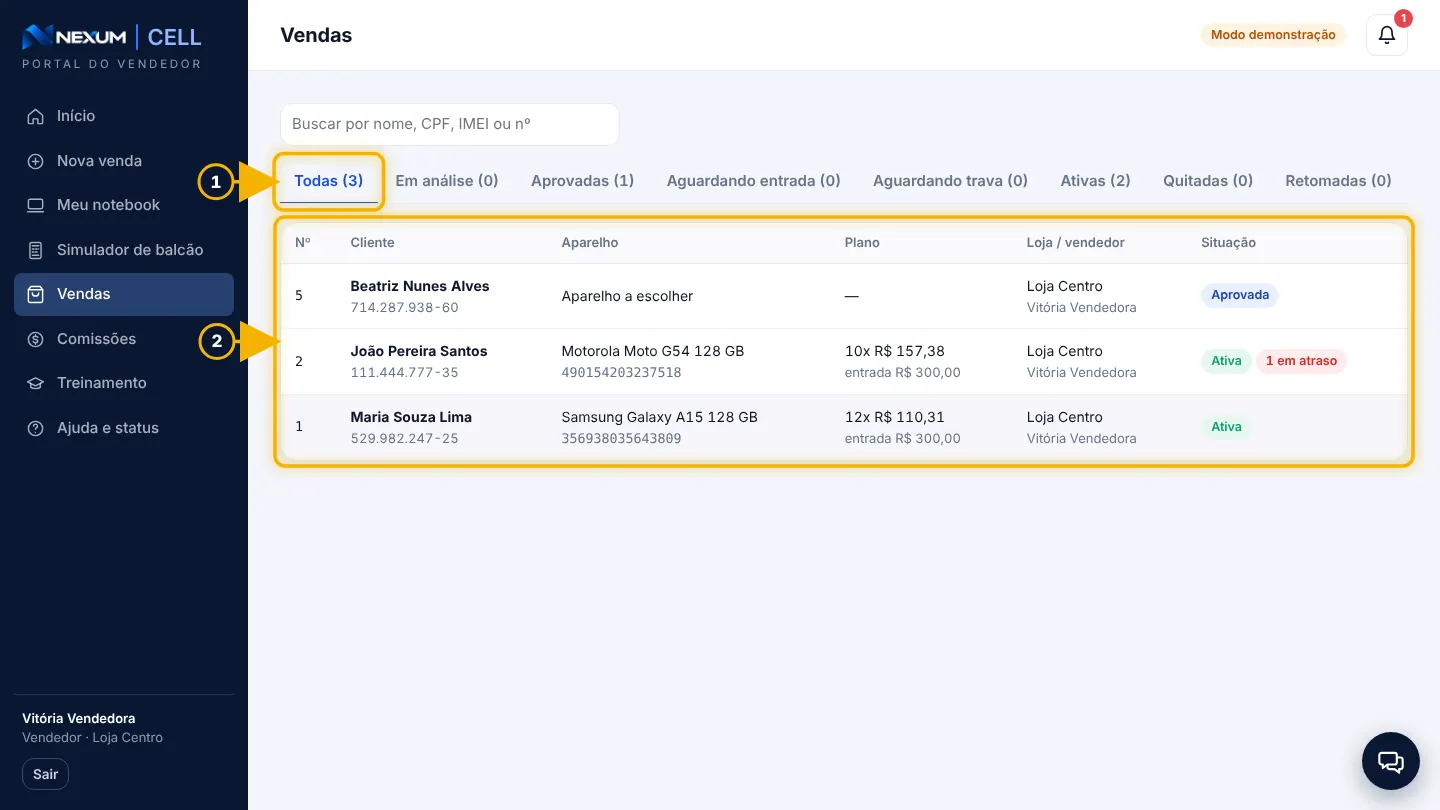 NEXUM | CELL
PORTAL DO VENDEDOR
Início
Nova venda
Meu notebook
Simulador de balcão
Vendas
Comissões
Treinamento
Ajuda e status
Vitória Vendedora
Vendedor · Loja Centro
Sair
Vendas
Modo demonstração
1
Buscar por nome, CPF, IMEI ou nº
1
Todas (3) Em análise (0) Aprovadas (1) Aguardando entrada (0) Aguardando trava (0) Ativas (2) Quitadas (0) Retomadas (0)
2
Nº Cliente Aparelho Plano Loja / vendedor Situação
5 Beatriz Nunes Alves Aparelho a escolher — Loja Centro Aprovada
714.287.938-60 Vitória Vendedora
2 João Pereira Santos Motorola Moto G54 128 GB 10x R$ 157,38 Loja Centro Ativa 1 em atraso
111.444.777-35 490154203237518 entrada R$ 300,00 Vitória Vendedora
1 Maria Souza Lima Samsung Galaxy A15 128 GB 12x R$ 110,31 Loja Centro Ativa
529.982.247-25 356938035643809 entrada R$ 300,00 Vitória Vendedora